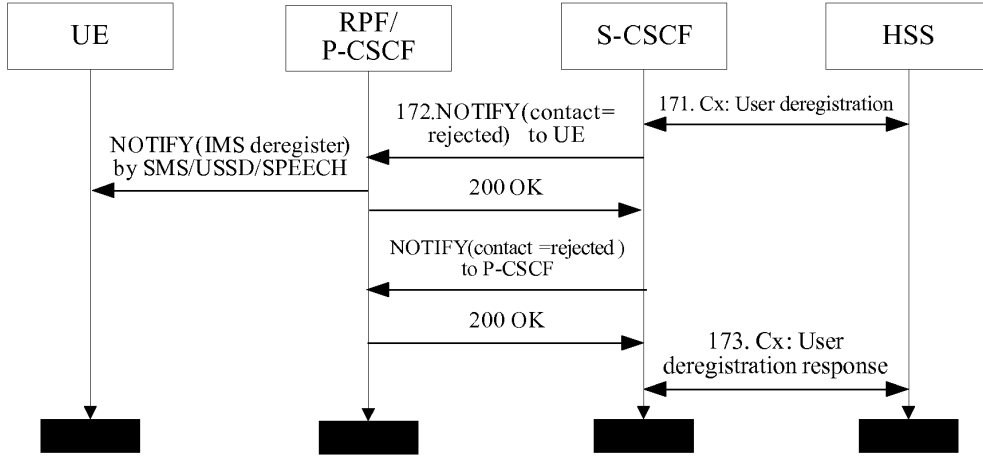 UE
RPF/
P-CSCF
S-CSCF
HSS
171. Cx: User deregistration
172.NOTIFY(contact=
rejected) to UE
NOTIFY(IMS deregister)
by SMS/USSD/SPEECH
200 OK
NOTIFY(contact =rejected )
to P-CSCF
200 OK
173. Cx: User
deregistration response